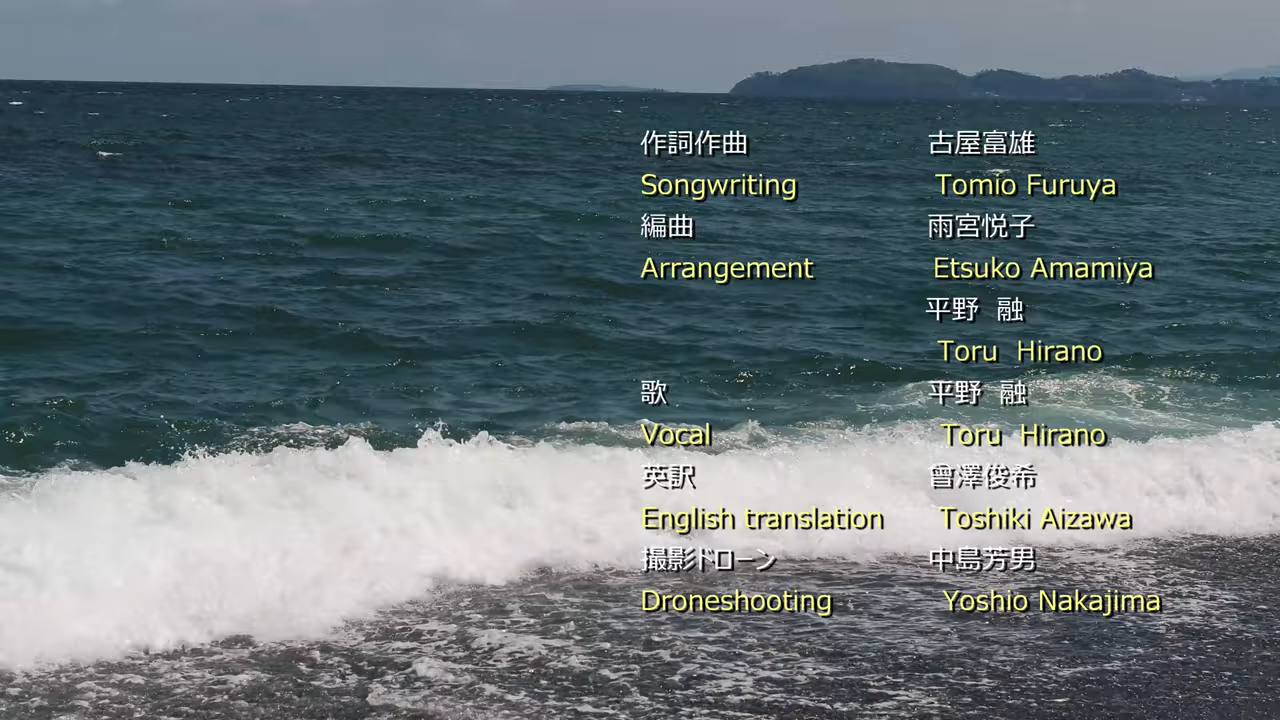 作詞作曲 古屋富雄
Songwriting Tomio Furuya
編曲 雨宮悦子
Arrangement Etsuko Amamiya
平野 融
Toru Hirano
歌 平野 融
Vocal Toru Hirano
英訳 曾澤俊希
English translation Toshiki Aizawa
撮影ドローン 中島芳男
Droneshooting Yoshio Nakajima